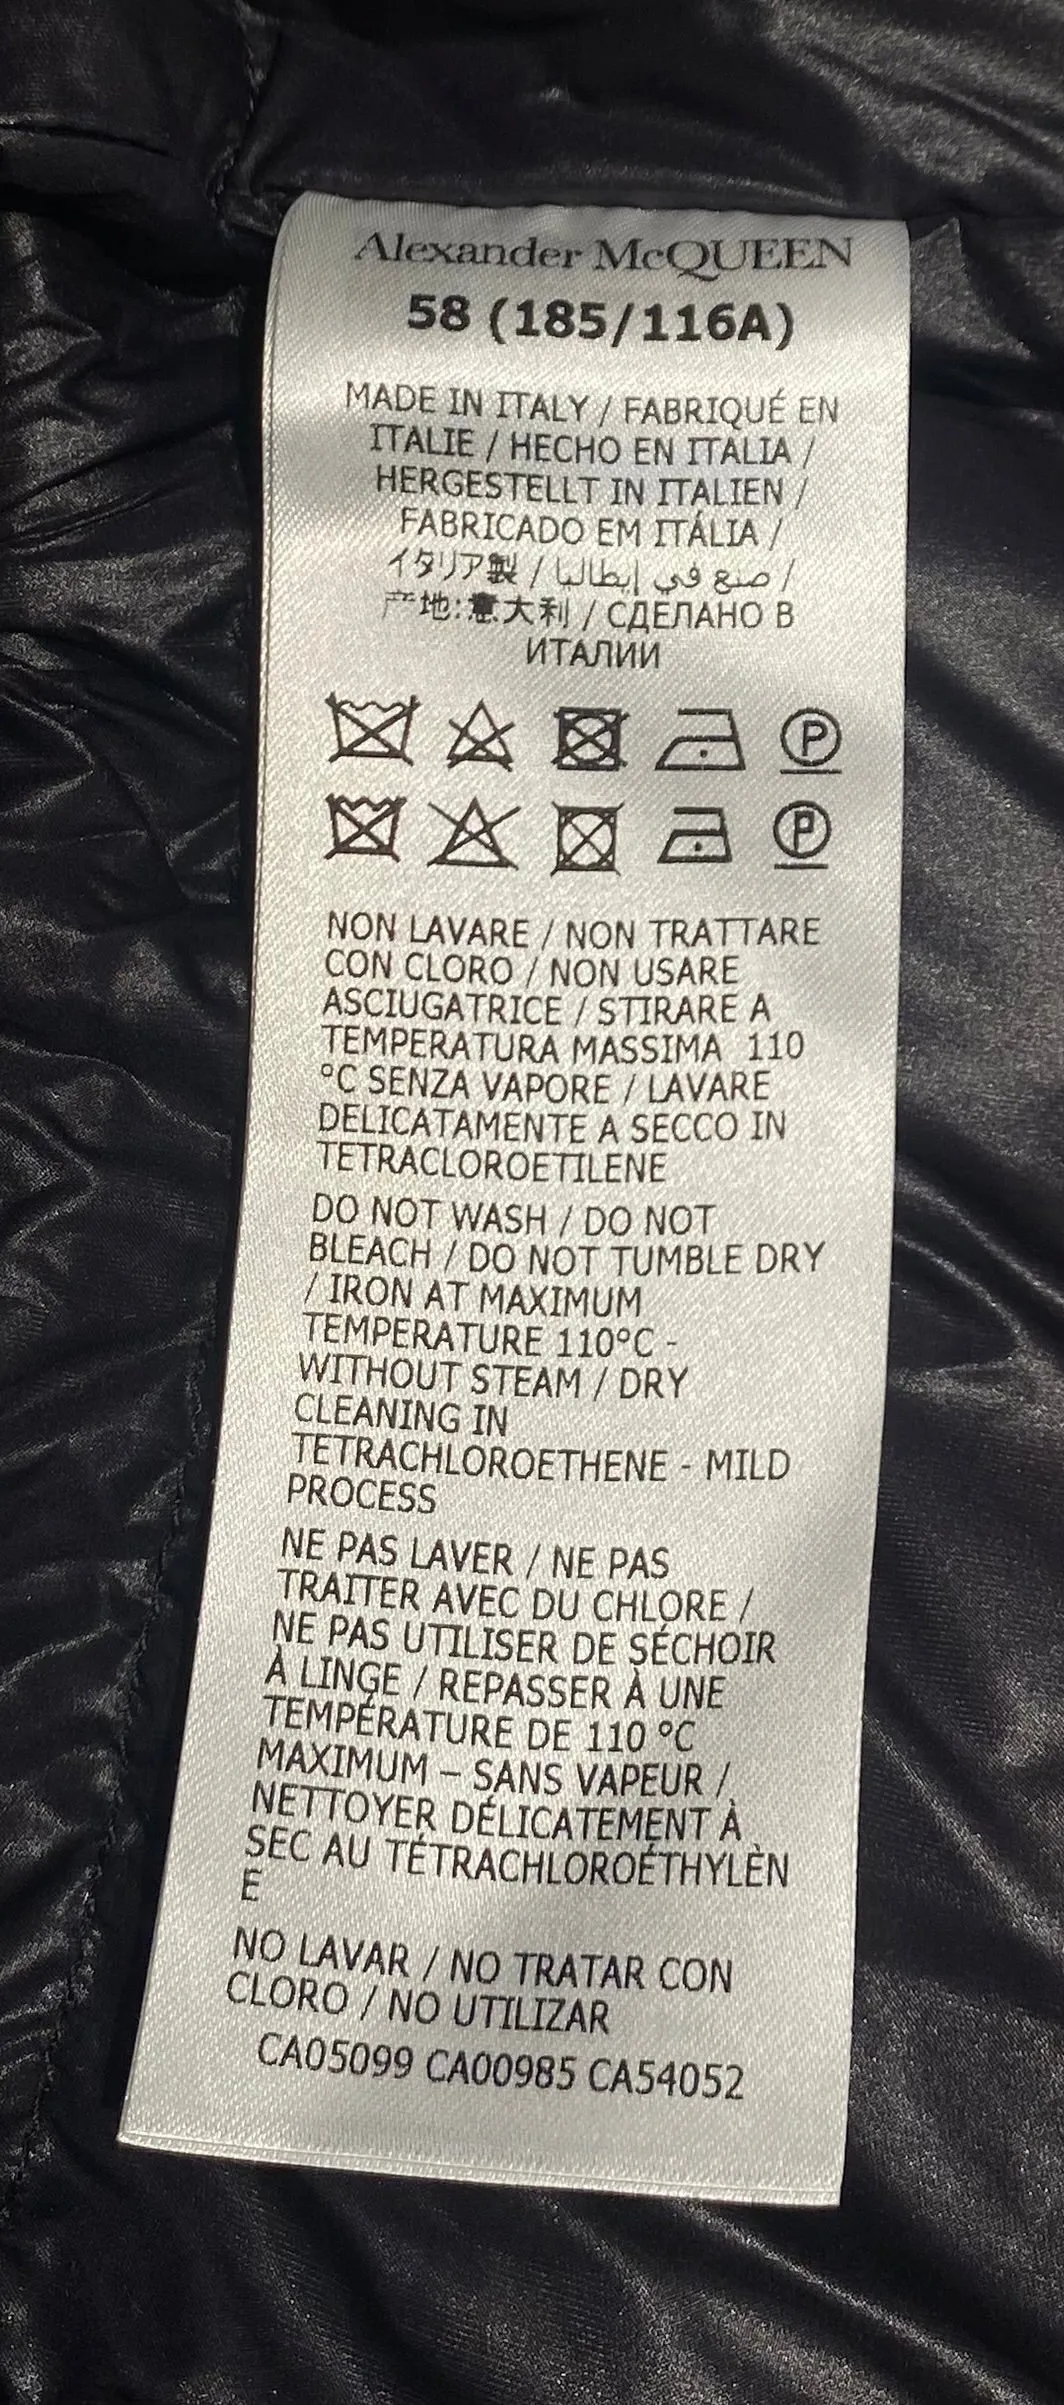 Alexander McQUEEN
58 (185/116A)
MADE IN ITALY / FABRIQUÉ EN
ITALIE / HECHO EN ITALIA /
HERGESTELLT IN ITALIEN /
FABRICADO EM ITÁLIA /
イタリア製 / صنع في إيطاليا /
产地:意大利 / СДЕЛАНО В
ИТАЛИИ
P
P
NON LAVARE / NON TRATTARE
CON CLORO / NON USARE
ASCIUGATRICE / STIRARE A
TEMPERATURA MASSIMA 110
°C SENZA VAPORE / LAVARE
DELICATAMENTE A SECCO IN
TETRACLOROETILENE
DO NOT WASH / DO NOT
BLEACH / DO NOT TUMBLE DRY
/ IRON AT MAXIMUM
TEMPERATURE 110°C -
WITHOUT STEAM / DRY
CLEANING IN
TETRACHLOROETHENE - MILD
PROCESS
NE PAS LAVER / NE PAS
TRAITER AVEC DU CHLORE /
NE PAS UTILISER DE SÉCHOIR
À LINGE / REPASSER À UNE
TEMPÉRATURE DE 110 °C
MAXIMUM – SANS VAPEUR /
NETTOYER DÉLICATEMENT À
SEC AU TÉTRACHLOROÉTHYLÈN
E
NO LAVAR / NO TRATAR CON
CLORO / NO UTILIZAR
CA05099 CA00985 CA54052